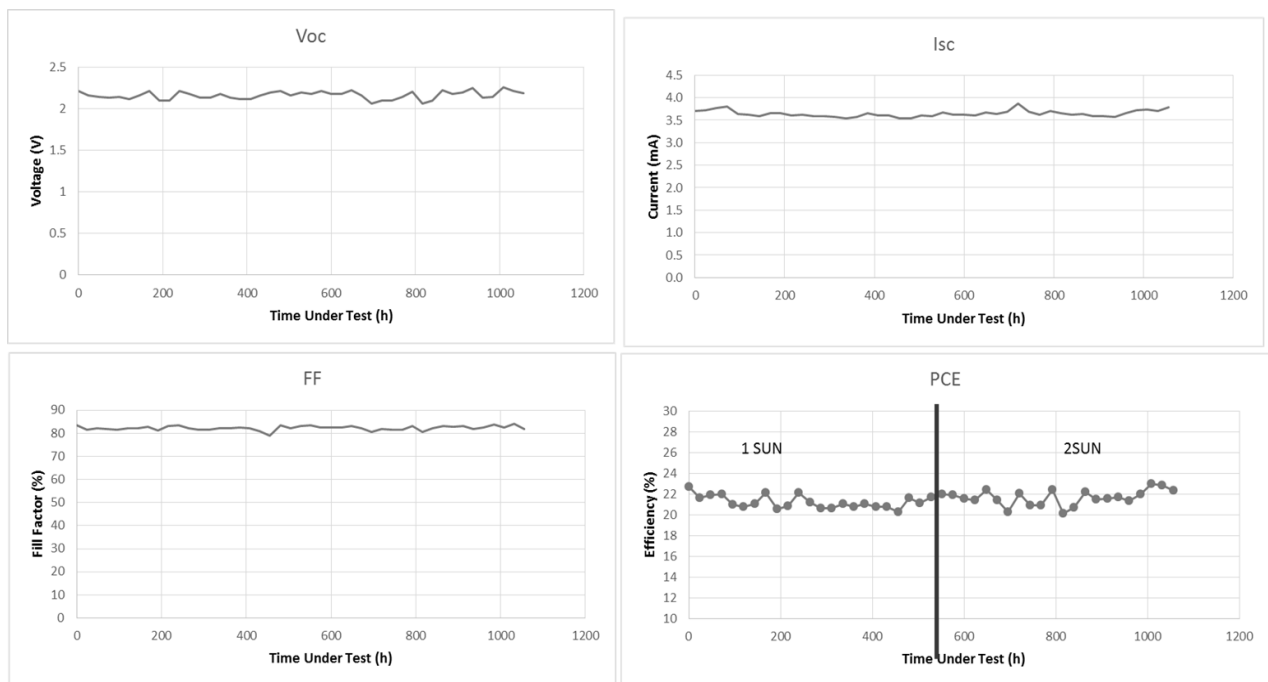 Voc
2.5
2
1.5
1
0.5
0
0 200 400 600 800 1000 1200
Voltage (V)
Time Under Test (h)
Isc
4.5
4.0
3.5
3.0
2.5
2.0
1.5
1.0
0.5
0.0
0 200 400 600 800 1000 1200
Current (mA)
Time Under Test (h)
FF
90
80
70
60
50
40
30
20
10
0
0 200 400 600 800 1000 1200
Fill Factor (%)
Time Under Test (h)
PCE
30
28
26
24
22
20
18
16
14
12
10
1 SUN 2SUN
0 200 400 600 800 1000 1200
Efficiency (%)
Time Under Test (h)